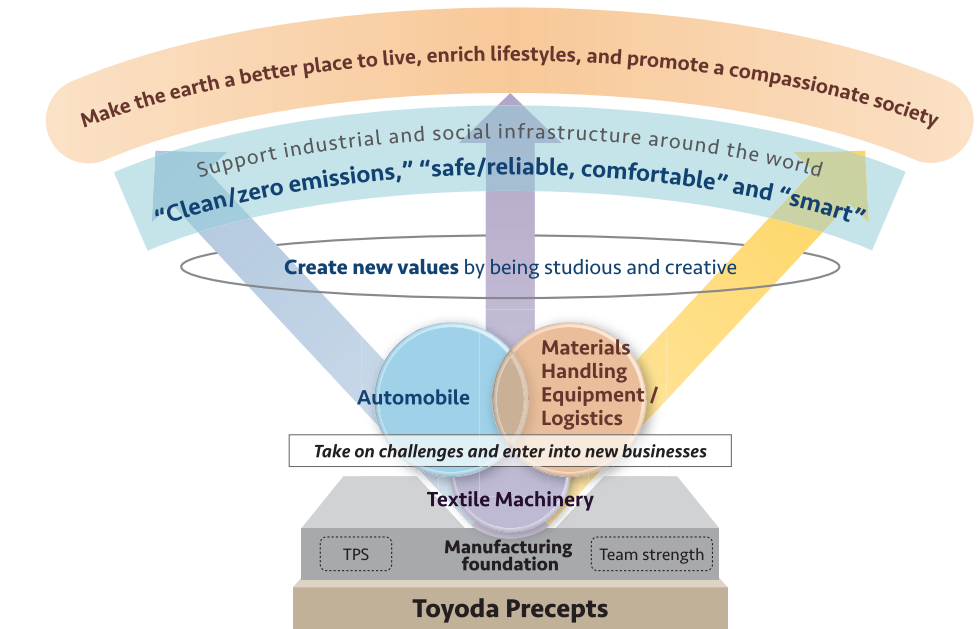 Make the earth a better place to live, enrich lifestyles, and promote a compassionate society
Support industrial and social infrastructure around the world
“Clean/zero emissions,” “safe/reliable, comfortable” and “smart”
Create new values by being studious and creative
Automobile
Materials
Handling
Equipment /
Logistics
Take on challenges and enter into new businesses
Textile Machinery
TPS
Manufacturing
foundation
Team strength
Toyoda Precepts